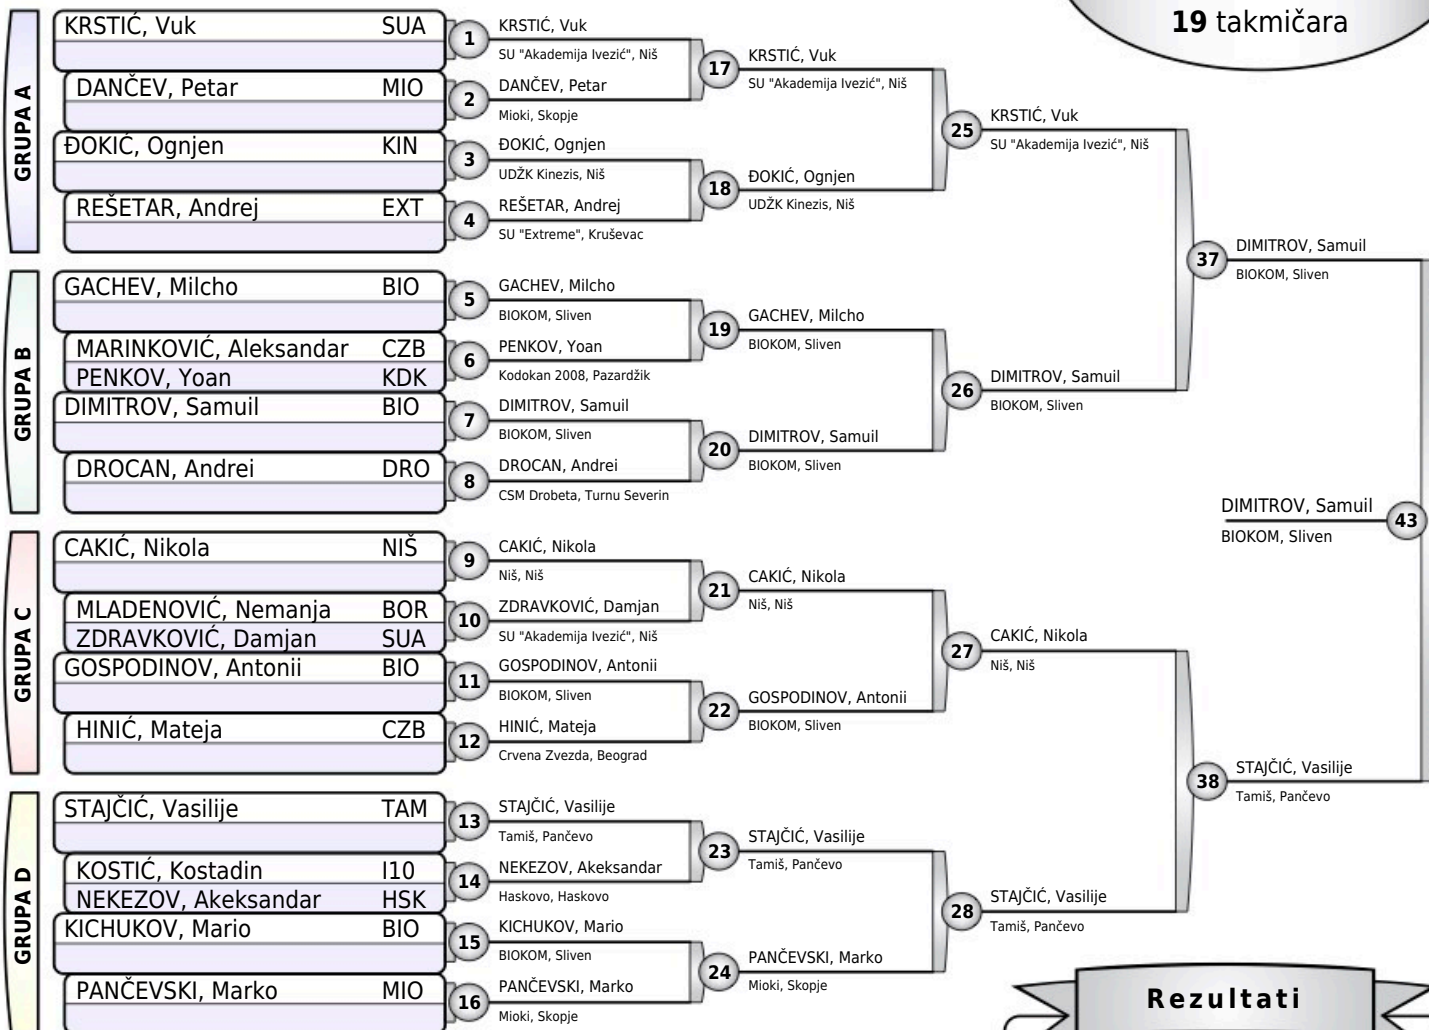 19 takmičara
GRUPA A
KRSTIĆ, Vuk SUA
DANČEV, Petar MIO
ĐOKIĆ, Ognjen KIN
REŠETAR, Andrej EXT
GRUPA B
GACHEV, Milcho BIO
MARINKOVIĆ, Aleksandar CZB
PENKOV, Yoan KDK
DIMITROV, Samuil BIO
DROCAN, Andrei DRO
GRUPA C
CAKIĆ, Nikola NIŠ
MLADENOVIĆ, Nemanja BOR
ZDRAVKOVIĆ, Damjan SUA
GOSPODINOV, Antonii BIO
HINIĆ, Mateja CZB
GRUPA D
STAJČIĆ, Vasilije TAM
KOSTIĆ, Kostadin I10
NEKEZOV, Akeksandar HSK
KICHUKOV, Mario BIO
PANČEVSKI, Marko MIO
1 KRSTIĆ, Vuk
SU "Akademija Ivezić", Niš
2 DANČEV, Petar
Mioki, Skopje
3 ĐOKIĆ, Ognjen
UDŽK Kinezis, Niš
4 REŠETAR, Andrej
SU "Extreme", Kruševac
5 GACHEV, Milcho
BIOKOM, Sliven
6 PENKOV, Yoan
Kodokan 2008, Pazardžik
7 DIMITROV, Samuil
BIOKOM, Sliven
8 DROCAN, Andrei
CSM Drobeta, Turnu Severin
9 CAKIĆ, Nikola
Niš, Niš
10 ZDRAVKOVIĆ, Damjan
SU "Akademija Ivezić", Niš
11 GOSPODINOV, Antonii
BIOKOM, Sliven
12 HINIĆ, Mateja
Crvena Zvezda, Beograd
13 STAJČIĆ, Vasilije
Tamiš, Pančevo
14 NEKEZOV, Akeksandar
Haskovo, Haskovo
15 KICHUKOV, Mario
BIOKOM, Sliven
16 PANČEVSKI, Marko
Mioki, Skopje
17 KRSTIĆ, Vuk
SU "Akademija Ivezić", Niš
18 ĐOKIĆ, Ognjen
UDŽK Kinezis, Niš
19 GACHEV, Milcho
BIOKOM, Sliven
20 DIMITROV, Samuil
BIOKOM, Sliven
21 CAKIĆ, Nikola
Niš, Niš
22 GOSPODINOV, Antonii
BIOKOM, Sliven
23 STAJČIĆ, Vasilije
Tamiš, Pančevo
24 PANČEVSKI, Marko
Mioki, Skopje
25 KRSTIĆ, Vuk
SU "Akademija Ivezić", Niš
26 DIMITROV, Samuil
BIOKOM, Sliven
27 CAKIĆ, Nikola
Niš, Niš
28 STAJČIĆ, Vasilije
Tamiš, Pančevo
37 DIMITROV, Samuil
BIOKOM, Sliven
38 STAJČIĆ, Vasilije
Tamiš, Pančevo
DIMITROV, Samuil 43
BIOKOM, Sliven
Rezultati